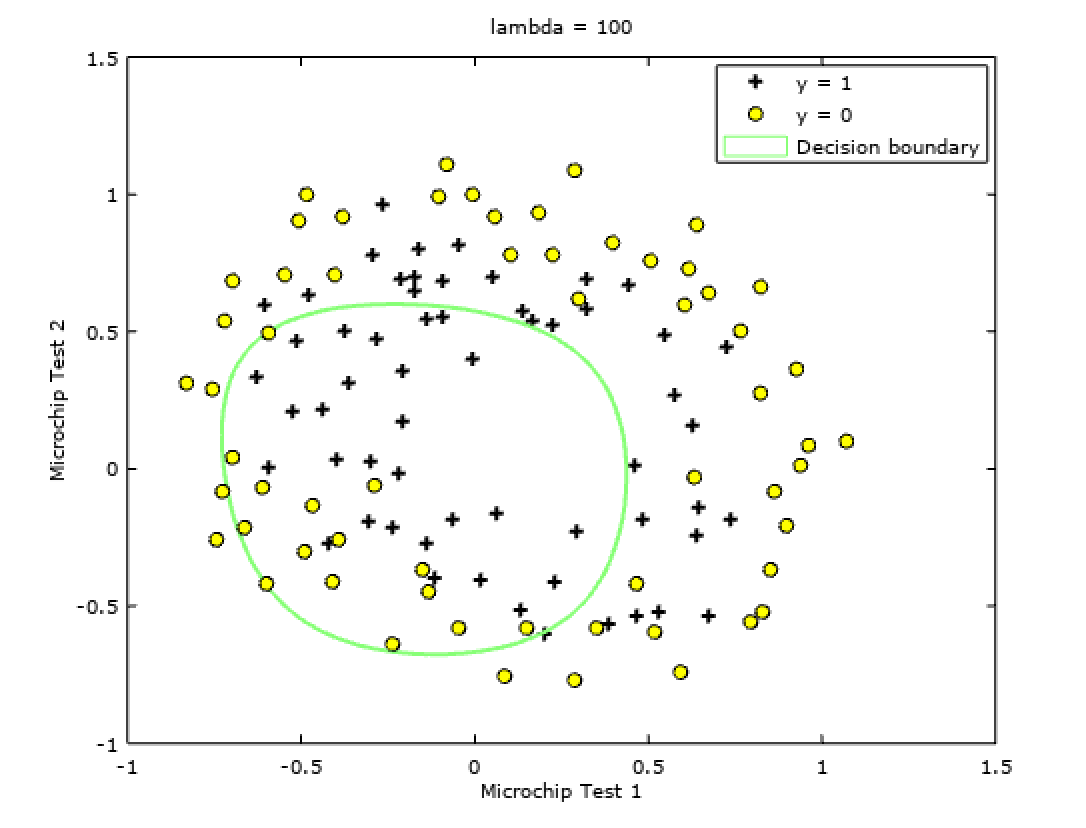 lambda = 100
1.5
1
0.5
0
-0.5
-1
Microchip Test 2
y = 1
y = 0
Decision boundary
-1 -0.5 0 0.5 1 1.5
Microchip Test 1